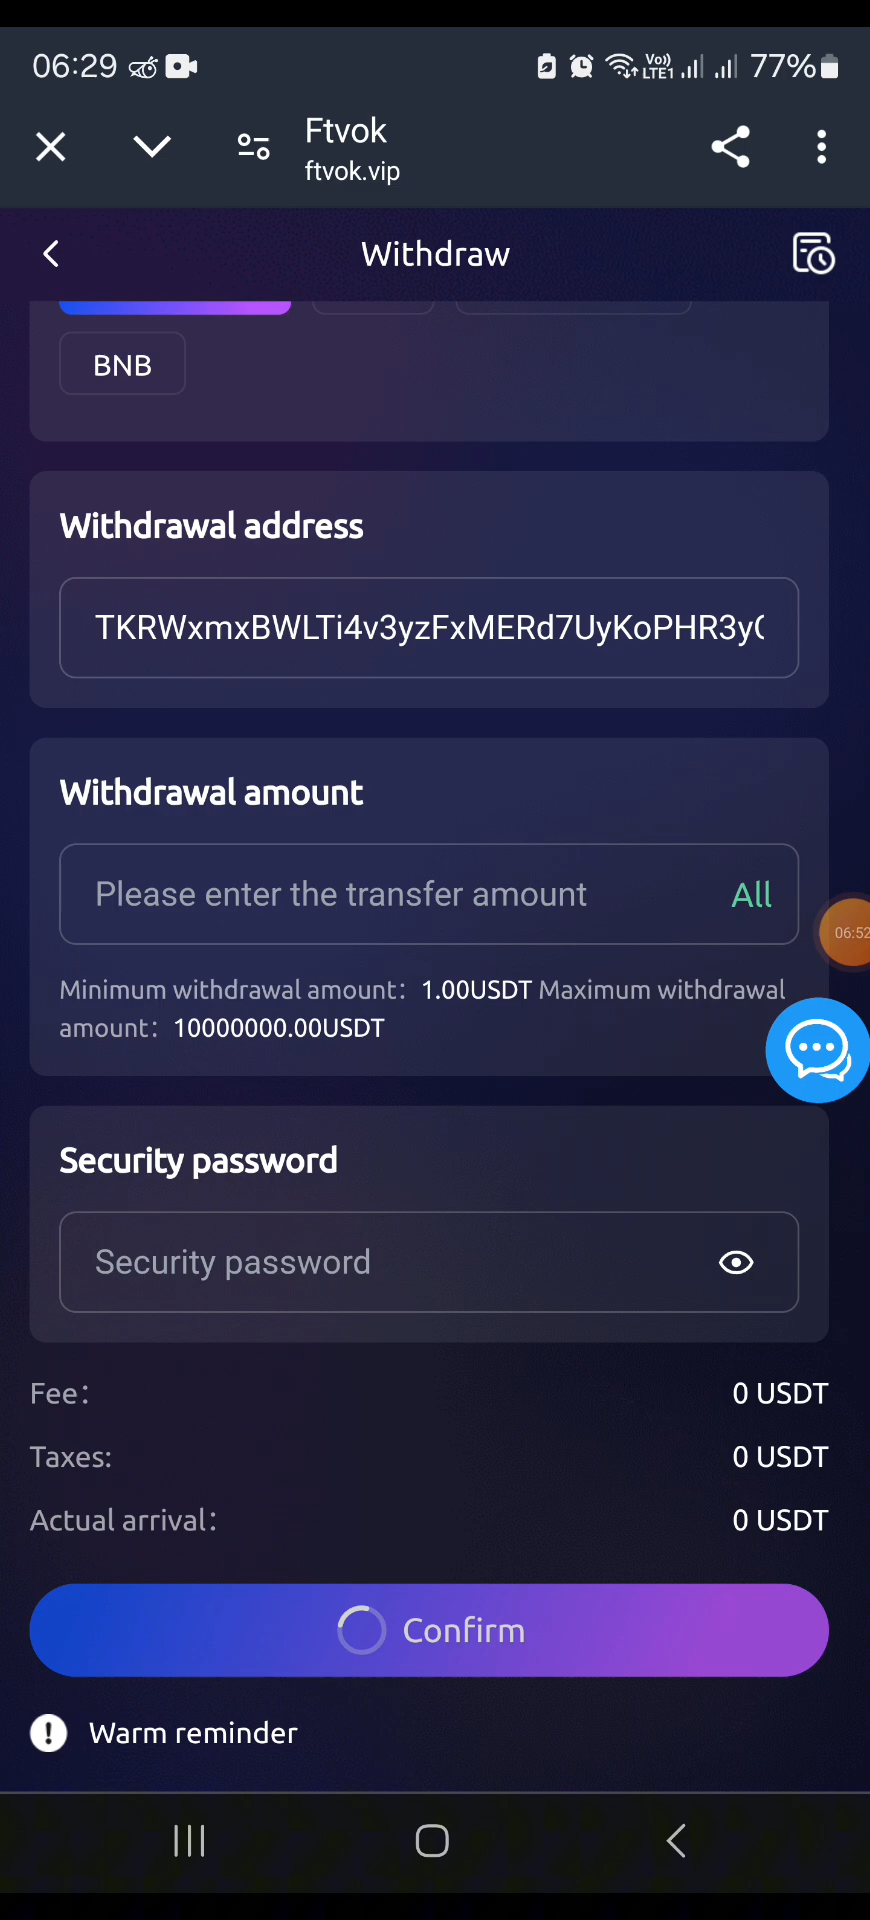 06:29
Vo))
LTE1
77%
Ftvok
ftvok.vip
Withdraw
BNB
Withdrawal address
TKRWxmxBWLTi4v3yzFxMERd7UyKoPHR3y
Withdrawal amount
Please enter the transfer amount All
Minimum withdrawal amount: 1.00USDT Maximum withdrawal
amount: 10000000.00USDT
06:52
Security password
Security password
Fee: 0 USDT
Taxes: 0 USDT
Actual arrival: 0 USDT
Confirm
Warm reminder